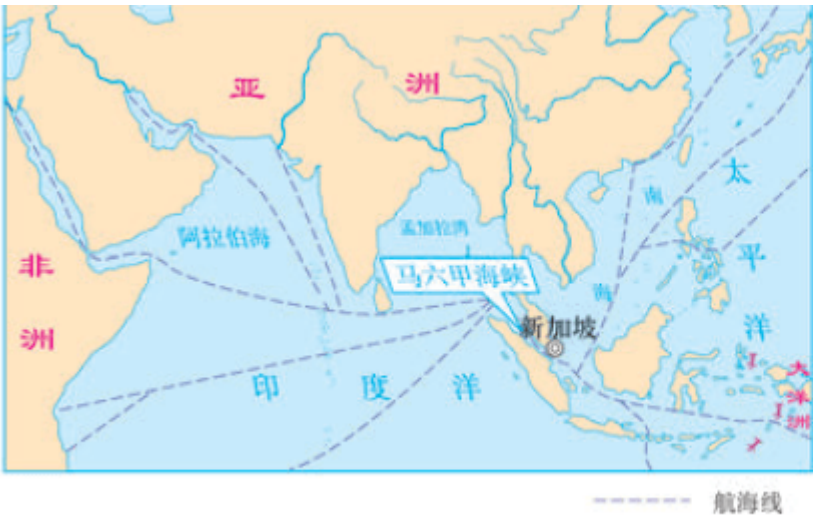 亚洲
非洲
阿拉伯海
孟加拉湾
马六甲海峡
新加坡
南海
太平洋
印度洋
大洋洲
航海线